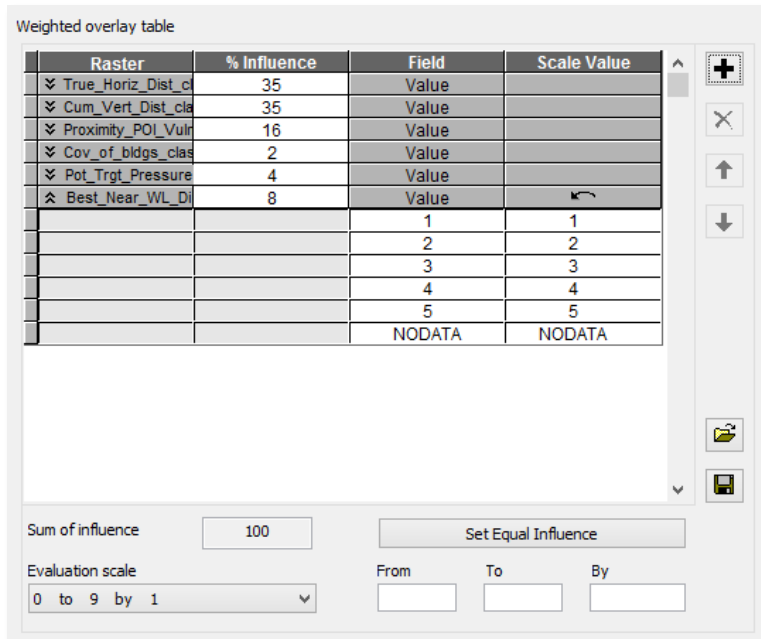 Weighted overlay table
Raster % Influence Field Scale Value
True_Horiz_Dist_cl 35 Value
Cum_Vert_Dist_cla 35 Value
Proximity_POI_Vulr 16 Value
Cov_of_bldgs_clas 2 Value
Pot_Trgt_Pressure 4 Value
Best_Near_WL_Di 8 Value
1 1
2 2
3 3
4 4
5 5
NODATA NODATA
Sum of influence 100 Set Equal Influence
Evaluation scale From To By
0 to 9 by 1